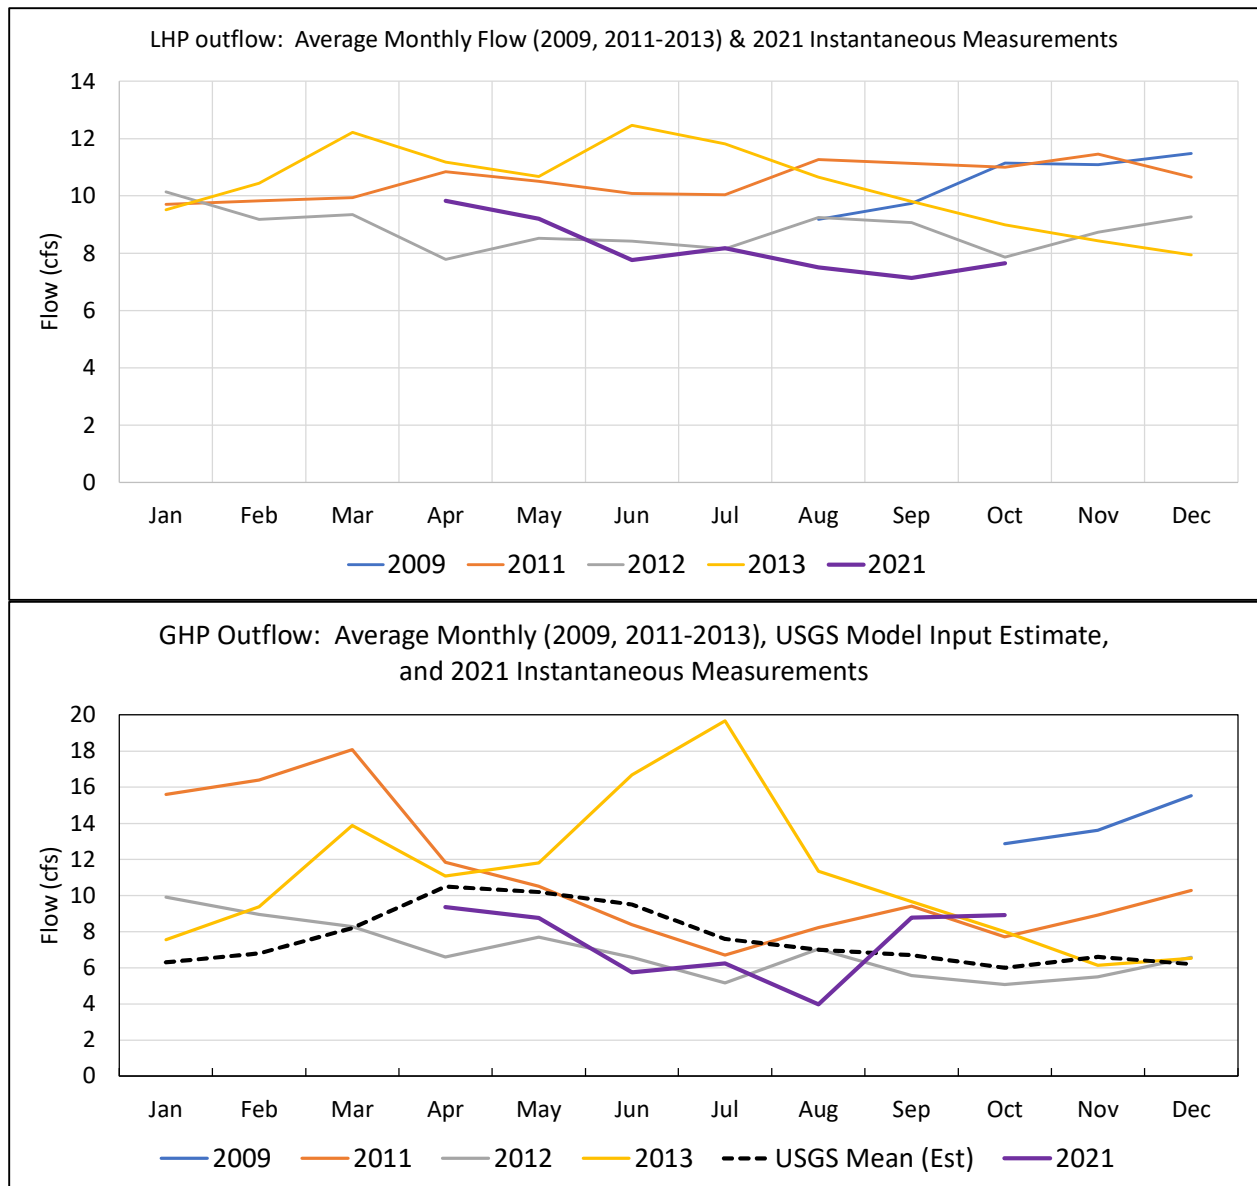 LHP outflow:  Average Monthly Flow (2009, 2011-2013) & 2021 Instantaneous Measurements
14
12
10
8
6
4
2
0
Flow (cfs)
Jan Feb Mar Apr May Jun Jul Aug Sep Oct Nov Dec
2009 2011 2012 2013 2021
GHP Outflow:  Average Monthly (2009, 2011-2013), USGS Model Input Estimate,
and 2021 Instantaneous Measurements
20
18
16
14
12
10
8
6
4
2
0
Flow (cfs)
Jan Feb Mar Apr May Jun Jul Aug Sep Oct Nov Dec
2009 2011 2012 2013 USGS Mean (Est) 2021